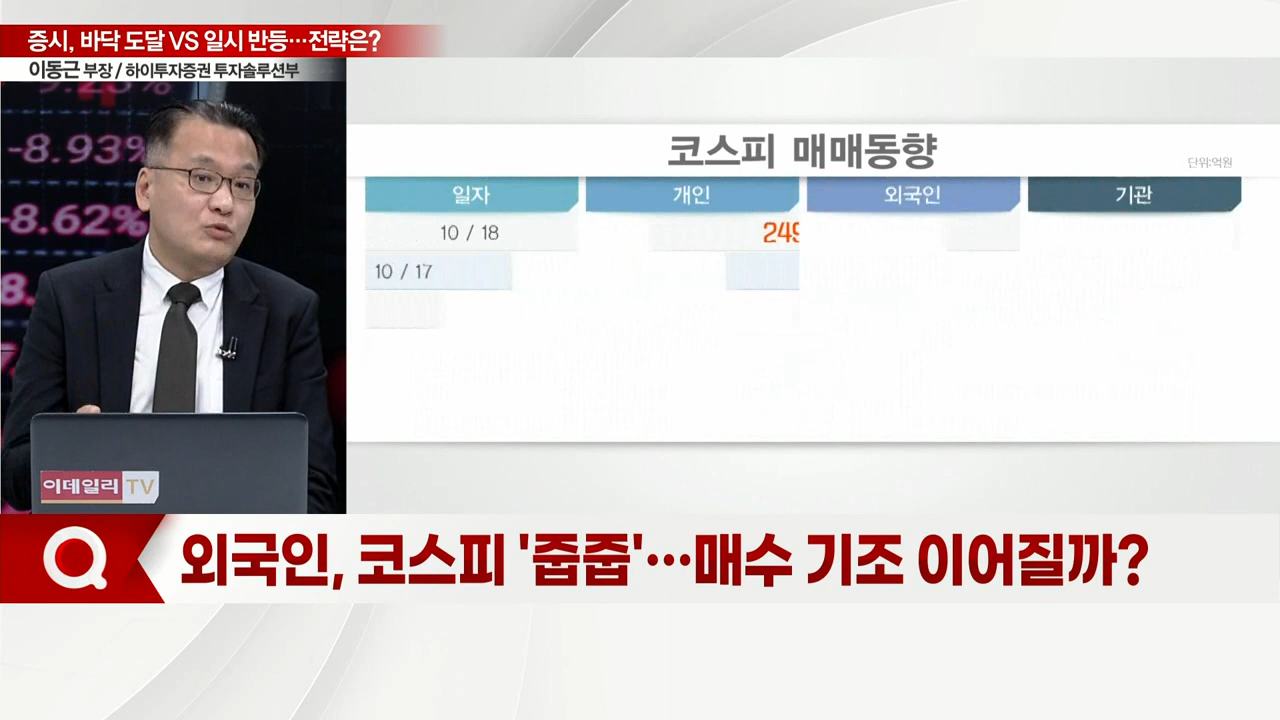 증시, 바닥 도달 VS 일시 반등…전략은?
이동근 부장 / 하이투자증권 투자솔루션부
-8.93%
-8.62%
코스피 매매동향
단위:억원
일자 개인 외국인 기관
10 / 18 249
10 / 17
이데일리 TV
외국인, 코스피 '줍줍'…매수 기조 이어질까?